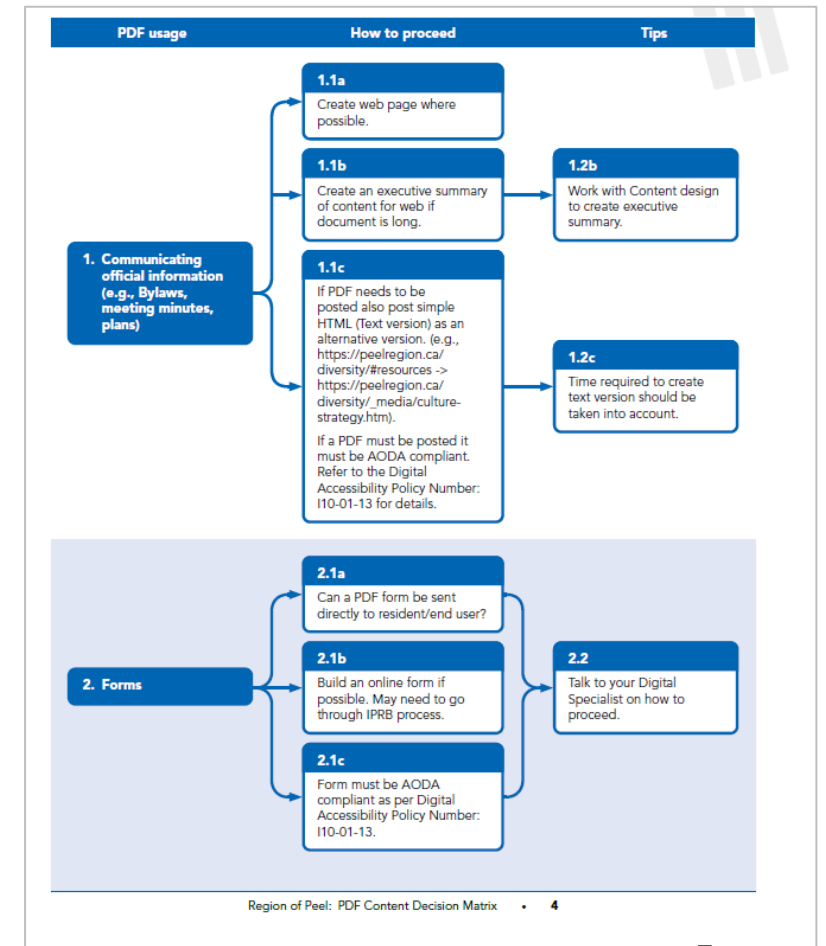 PDF usage How to proceed Tips
1.1a
Create web page where
possible.
1.1b
Create an executive summary
of content for web if
document is long.
1.2b
Work with Content design
to create executive
summary.
1. Communicating
official information
(e.g., Bylaws,
meeting minutes,
plans)
1.1c
If PDF needs to be
posted also post simple
HTML (Text version) as an
alternative version. (e.g.,
https://peelregion.ca/
diversity/#resources ->
https://peelregion.ca/
diversity/_media/culture-
strategy.htm).
If a PDF must be posted it
must be AODA compliant.
Refer to the Digital
Accessibility Policy Number:
I10-01-13 for details.
1.2c
Time required to create
text version should be
taken into account.
2.1a
Can a PDF form be sent
directly to resident/end user?
2. Forms
2.1b
Build an online form if
possible. May need to go
through IPRB process.
2.2
Talk to your Digital
Specialist on how to
proceed.
2.1c
Form must be AODA
compliant as per Digital
Accessibility Policy Number:
I10-01-13.
Region of Peel: PDF Content Decision Matrix • 4